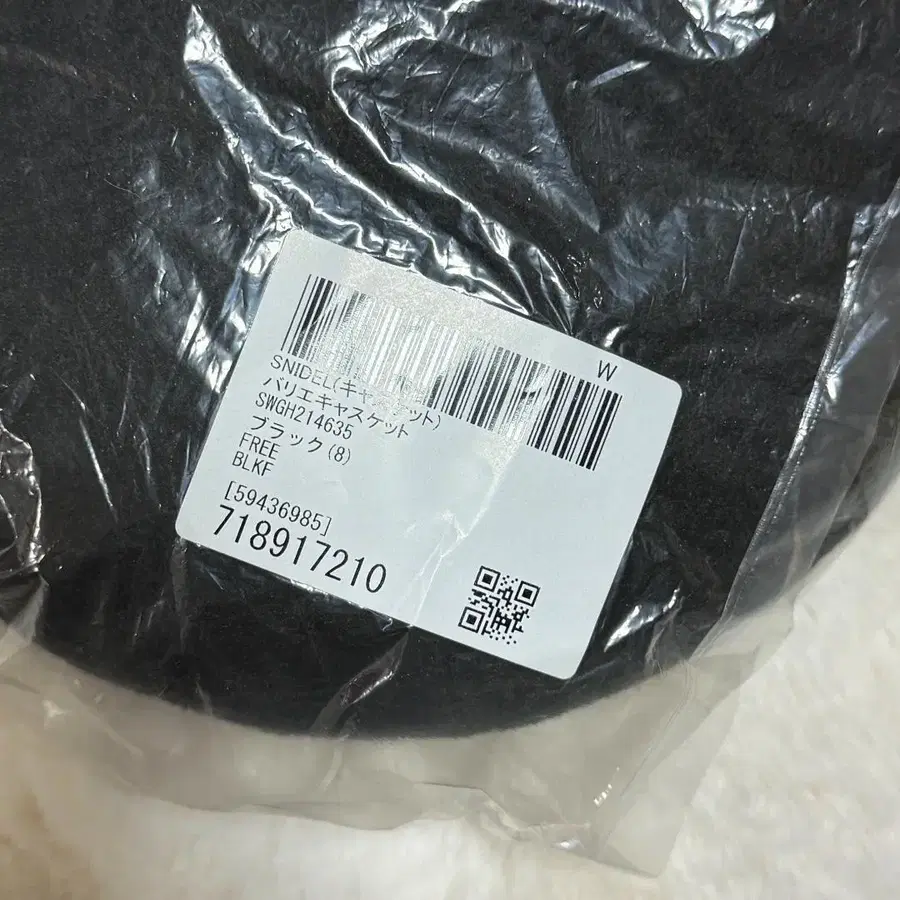 W
SNIDEL(キャスケット)
バリエキャスケット
SWGH214635
ブラック(8)
FREE
BLKF
[59436985]
718917210